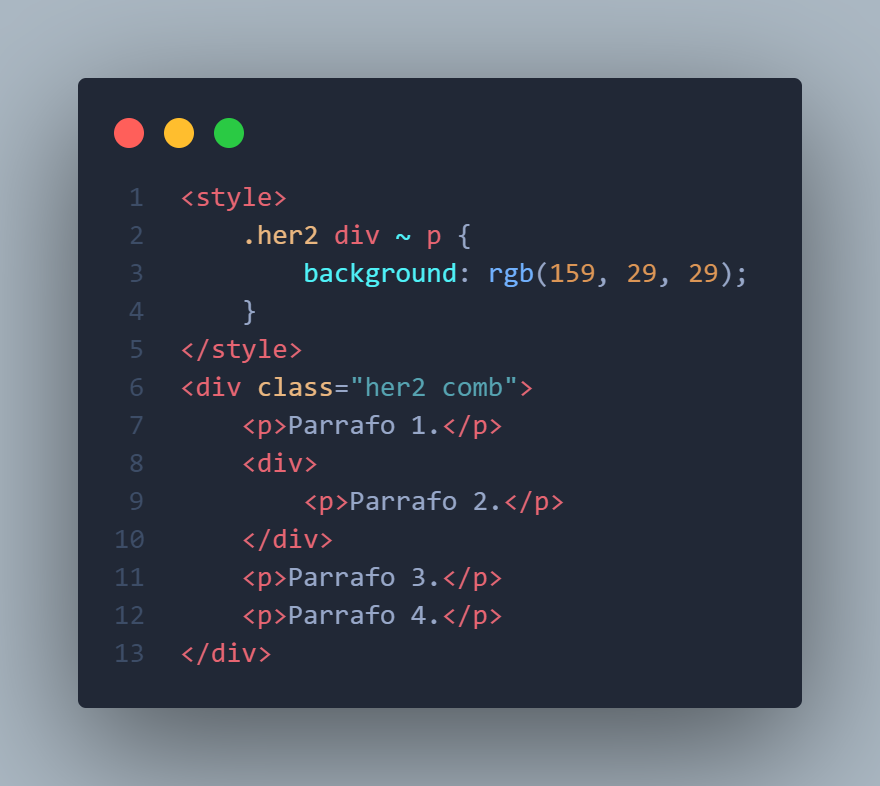 1 <style>
2     .her2 div ~ p {
3         background: rgb(159, 29, 29);
4     }
5 </style>
6 <div class="her2 comb">
7     <p>Parrafo 1.</p>
8     <div>
9         <p>Parrafo 2.</p>
10     </div>
11     <p>Parrafo 3.</p>
12     <p>Parrafo 4.</p>
13 </div>